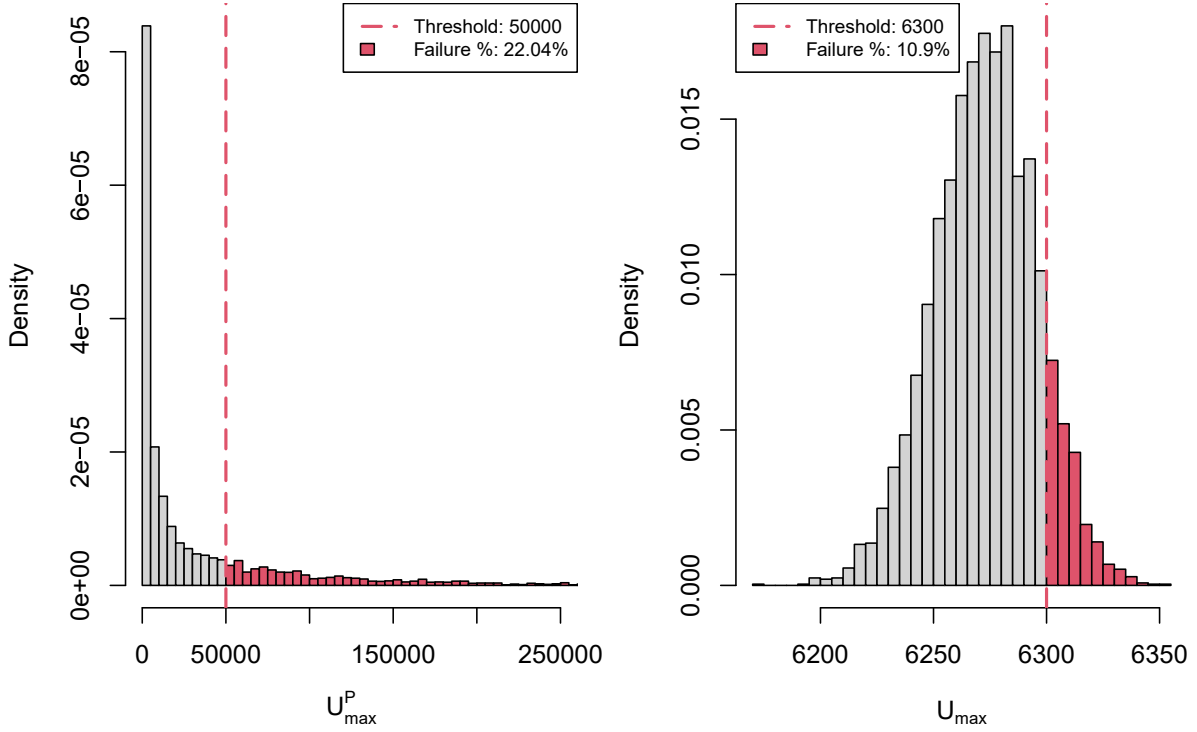 Threshold: 50000
Failure %: 22.04%
Density
0e+00
2e−05
4e−05
6e−05
8e−05
0
50000
150000
250000
U^P_max
Threshold: 6300
Failure %: 10.9%
Density
0.000
0.005
0.010
0.015
6200
6250
6300
6350
U_max